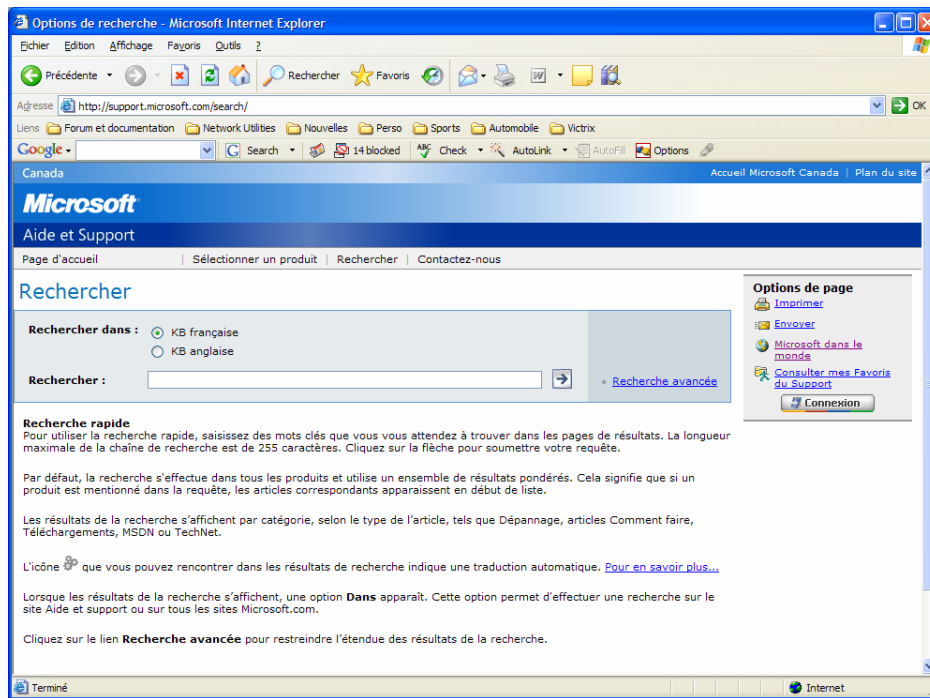 Options de recherche - Microsoft Internet Explorer
Fichier Edition Affichage Favoris Outils ?
Précédente Rechercher Favoris
Adresse http://support.microsoft.com/search/ OK
Liens Forum et documentation Network Utilities Nouvelles Perso Sports Automobile Victrix
Google G Search 14 blocked ABC Check AutoLink AutoFill Options
Canada Accueil Microsoft Canada | Plan du site
Microsoft
Aide et Support
Page d'accueil | Sélectionner un produit | Rechercher | Contactez-nous
Rechercher
Rechercher dans : KB française
KB anglaise
Rechercher : Recherche avancée
Options de page
Imprimer
Envoyer
Microsoft dans le
monde
Consulter mes Favoris
du Support
Connexion
Recherche rapide
Pour utiliser la recherche rapide, saisissez des mots clés que vous vous attendez à trouver dans les pages de résultats. La longueur
maximale de la chaîne de recherche est de 255 caractères. Cliquez sur la flèche pour soumettre votre requête.
Par défaut, la recherche s'effectue dans tous les produits et utilise un ensemble de résultats pondérés. Cela signifie que si un
produit est mentionné dans la requête, les articles correspondants apparaissent en début de liste.
Les résultats de la recherche s'affichent par catégorie, selon le type de l'article, tels que Dépannage, articles Comment faire,
Téléchargements, MSDN ou TechNet.
L'icône que vous pouvez rencontrer dans les résultats de recherche indique une traduction automatique. Pour en savoir plus...
Lorsque les résultats de la recherche s'affichent, une option Dans apparaît. Cette option permet d'effectuer une recherche sur le
site Aide et support ou sur tous les sites Microsoft.com.
Cliquez sur le lien Recherche avancée pour restreindre l'étendue des résultats de la recherche.
Terminé Internet